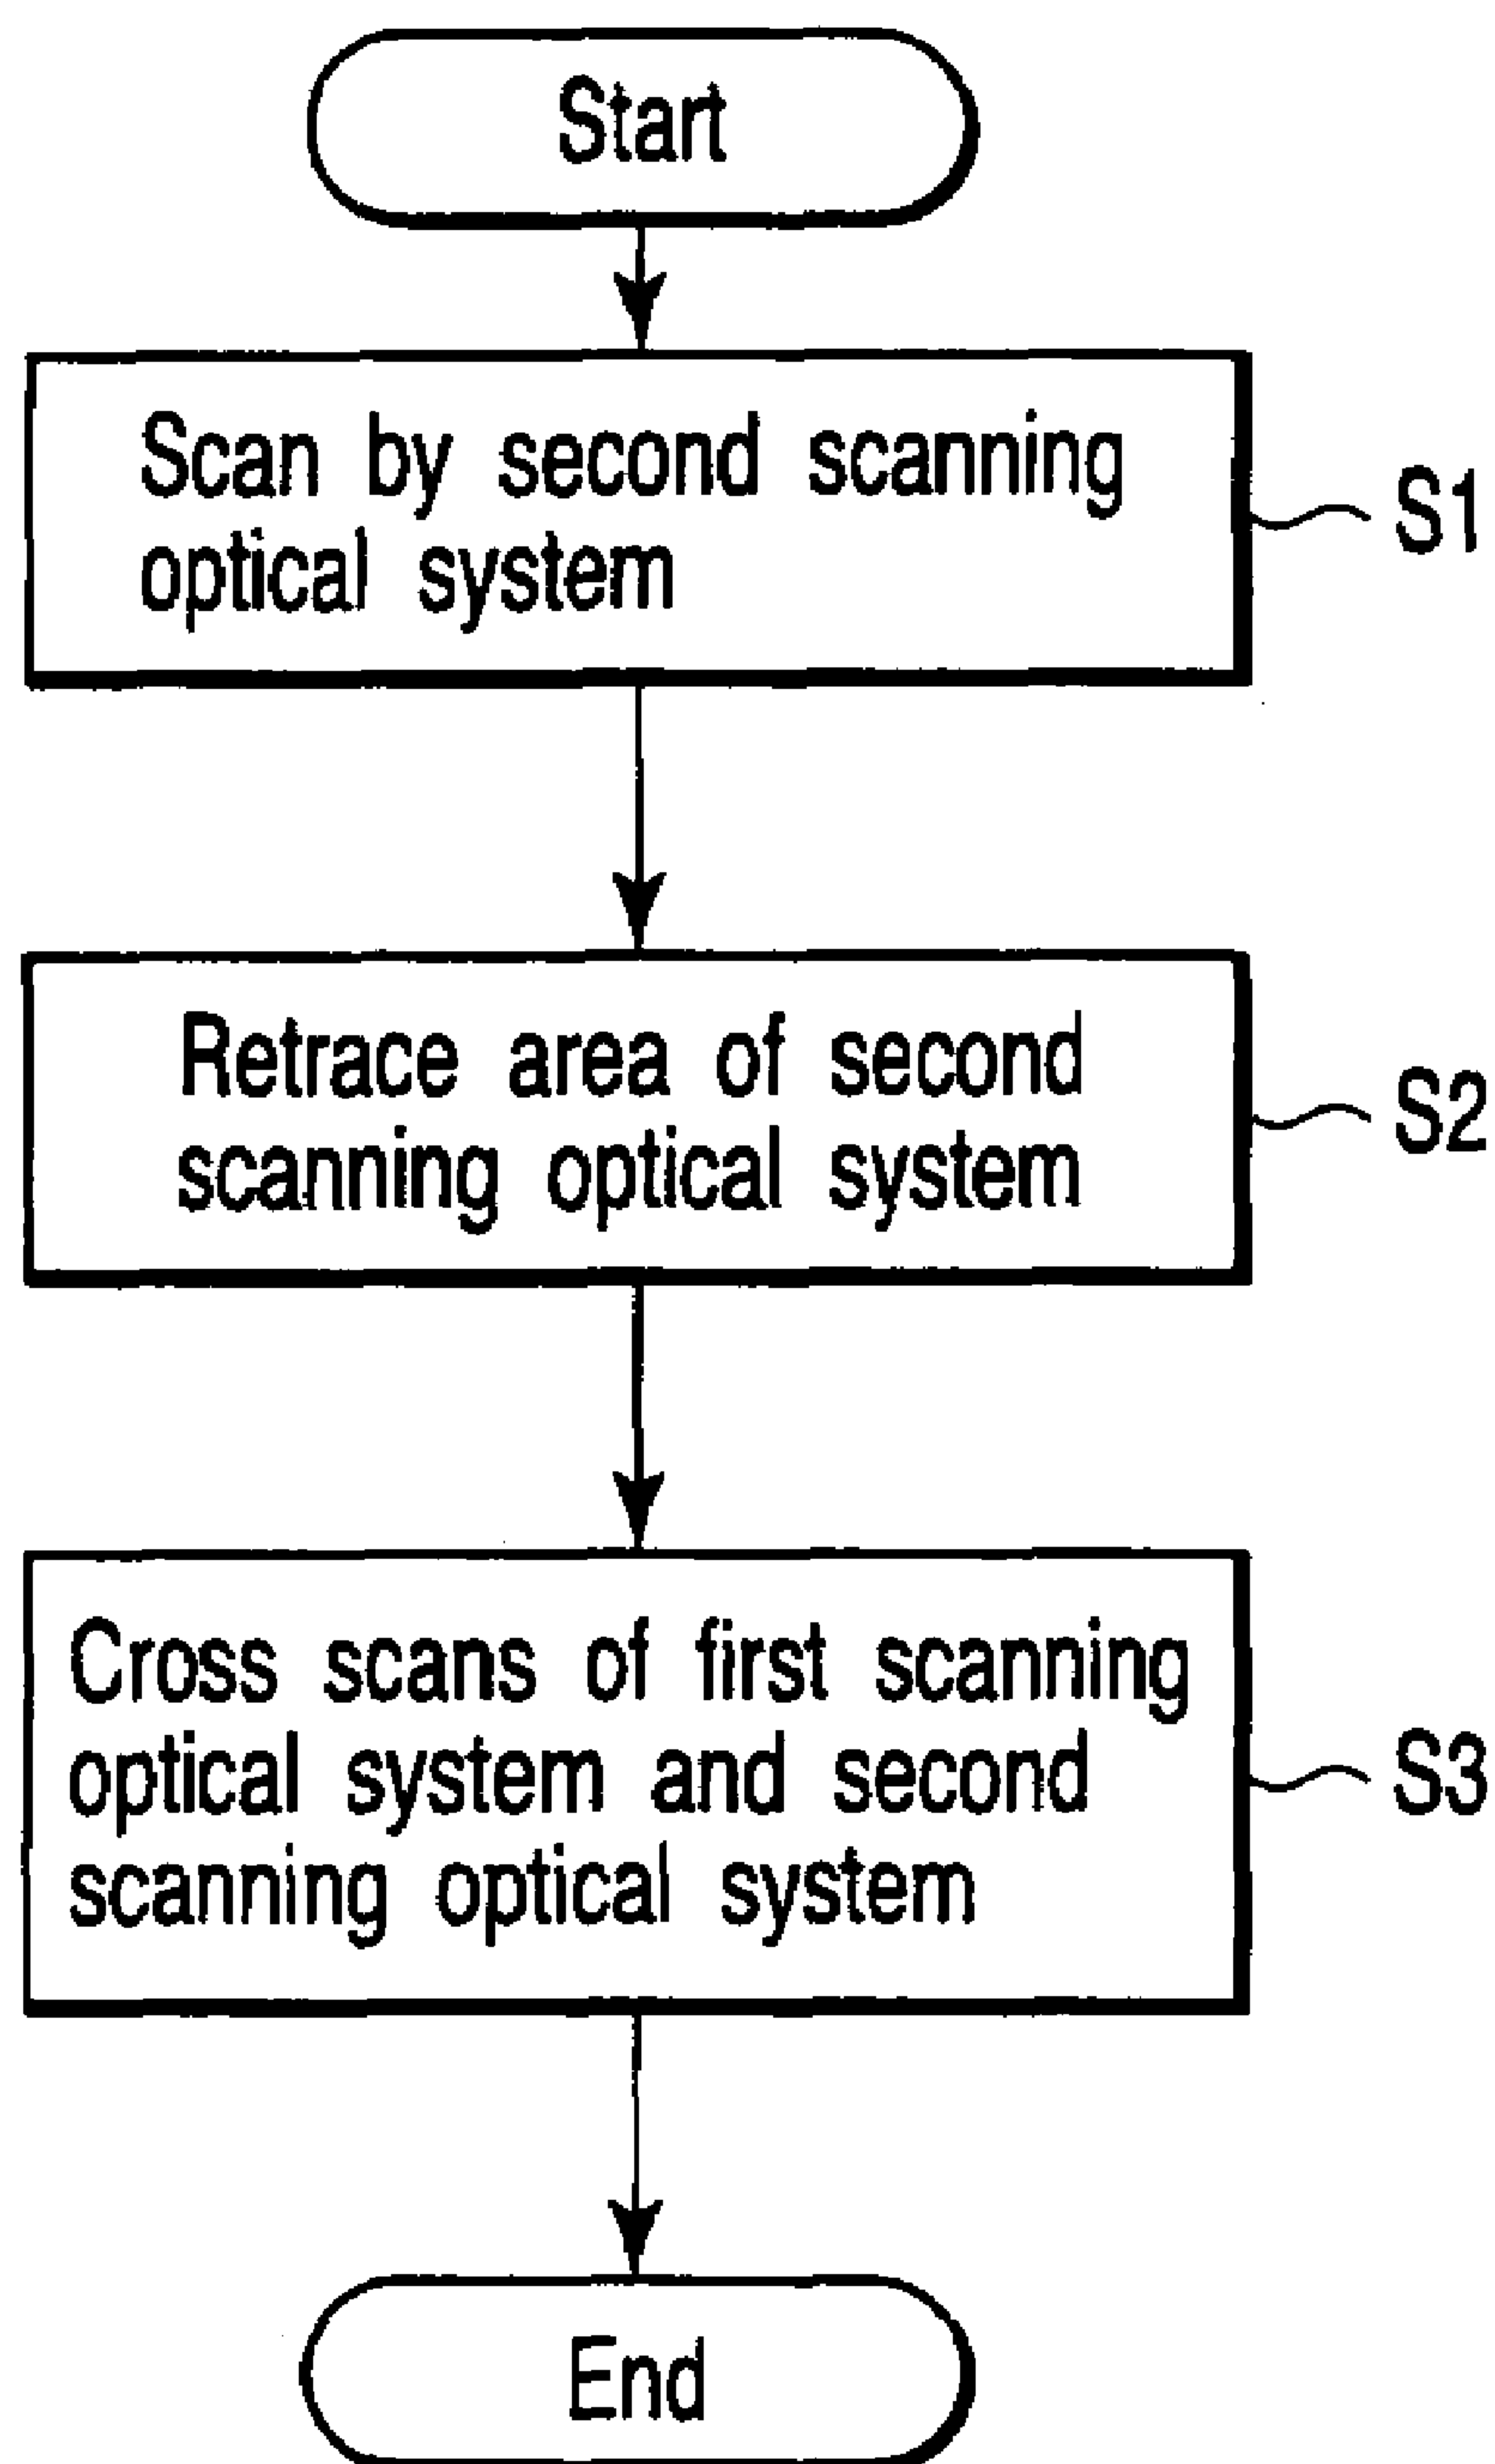 Start
Scan by second scanning
optical system
S1
Retrace area of second
scanning optical system
S2
Cross scans of first scanning
optical system and second
scanning optical system
S3
End